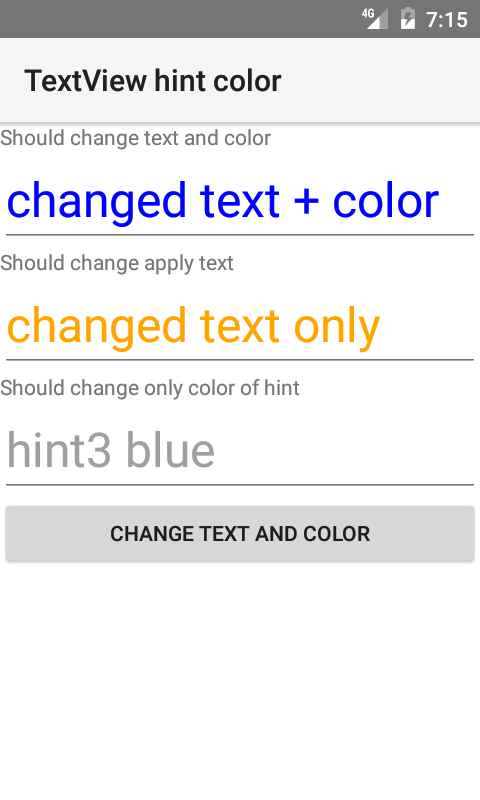 4G 7:15
TextView hint color
Should change text and color
changed text + color
Should change apply text
changed text only
Should change only color of hint
hint3 blue
CHANGE TEXT AND COLOR